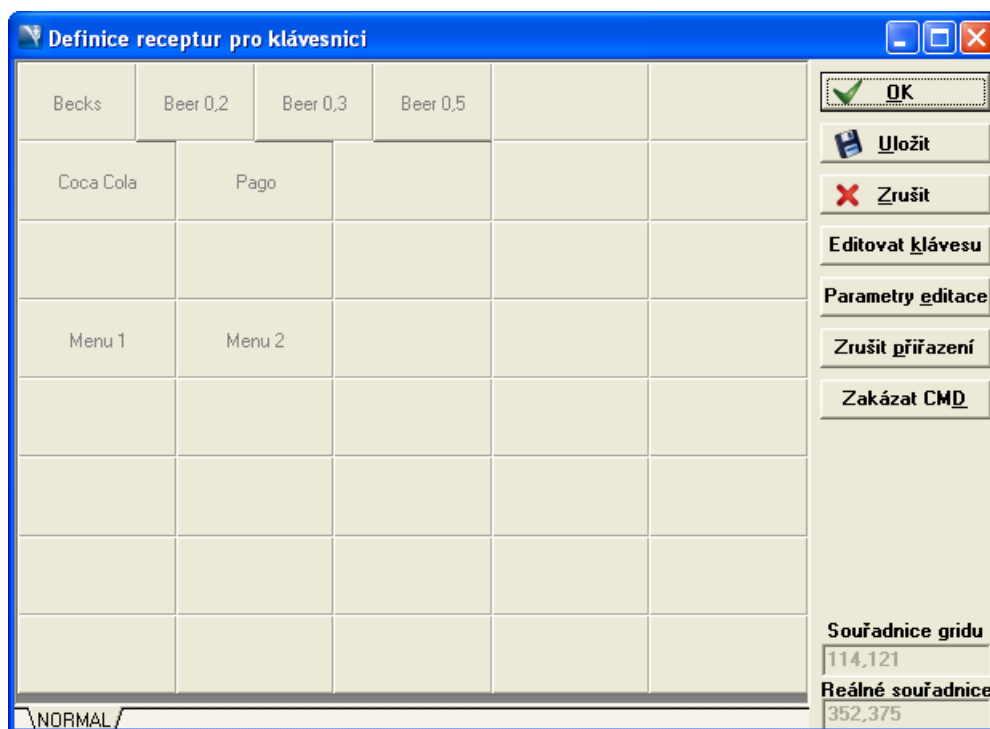 Definice receptur pro klávesnici
Becks
Beer 0,2
Beer 0,3
Beer 0,5
Coca Cola
Pago
Menu 1
Menu 2
NORMAL
OK
Uložit
Zrušit
Editovat klávesu
Parametry editace
Zrušit přiřazení
Zakázat CMD
Souřadnice gridu
114,121
Reálné souřadnice
352,375